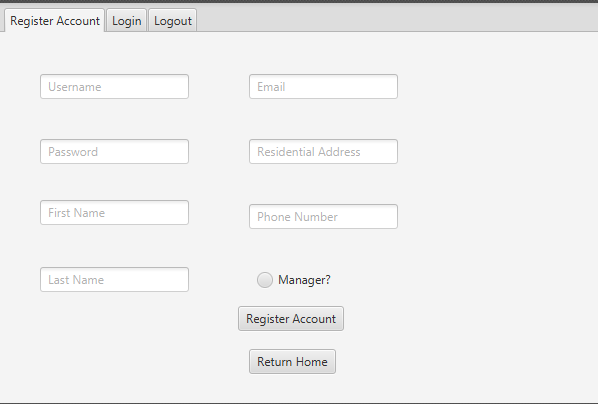 Register Account Login Logout
Username Email
Password Residential Address
First Name Phone Number
Last Name Manager?
Register Account
Return Home